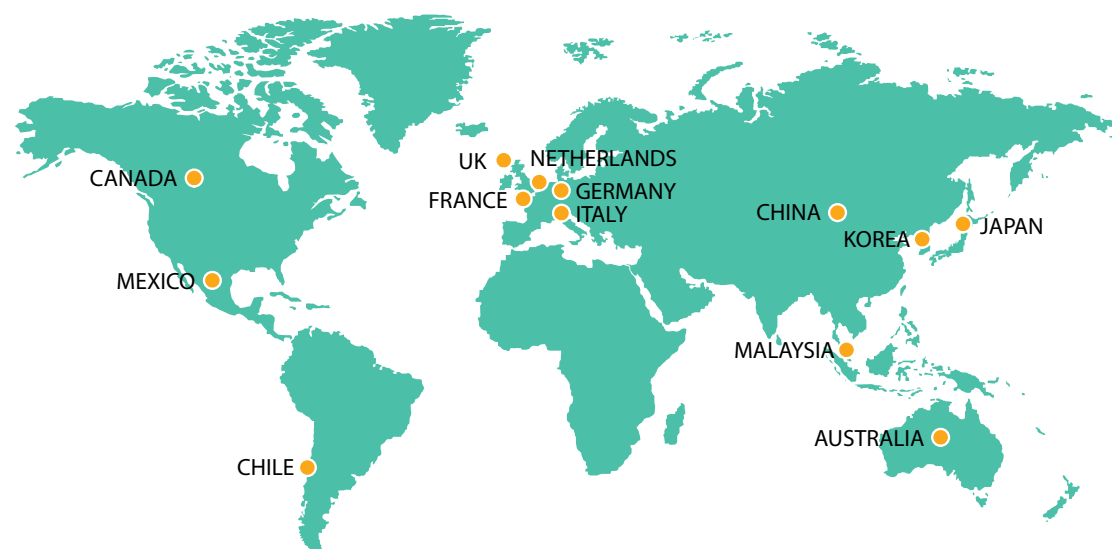 UK
NETHERLANDS
CANADA
FRANCE
GERMANY
ITALY
CHINA
JAPAN
KOREA
MEXICO
MALAYSIA
AUSTRALIA
CHILE